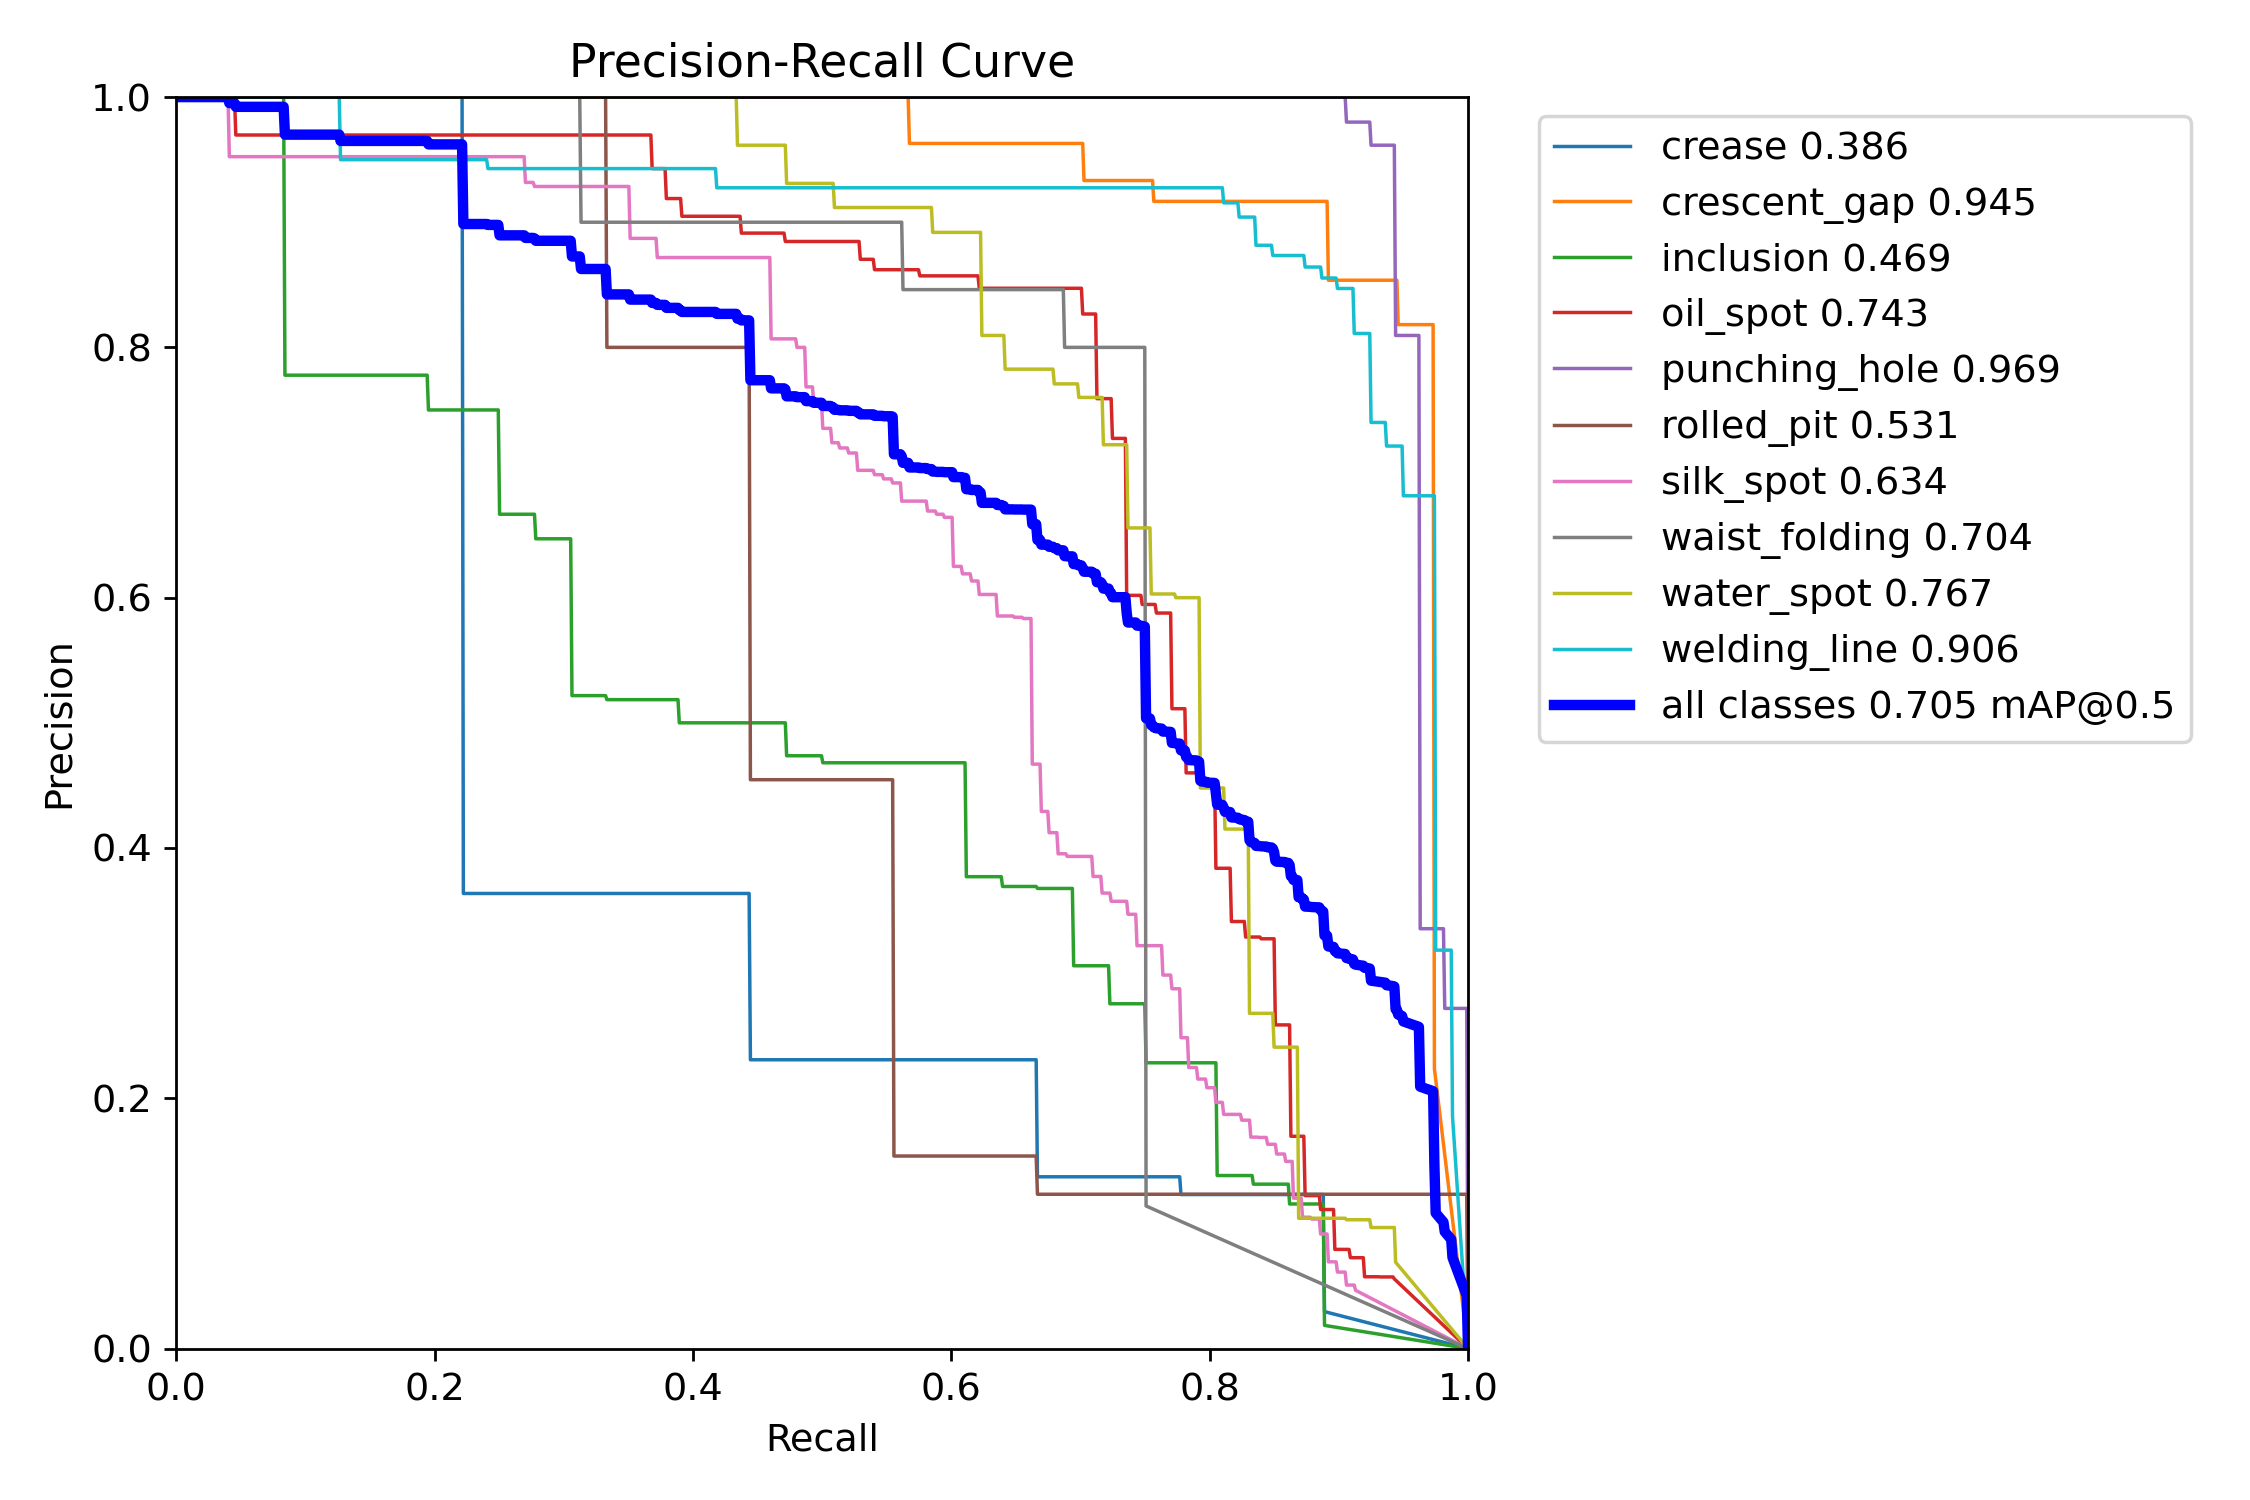 Precision-Recall Curve
1.0
0.8
0.6
0.4
0.2
0.0
Precision
0.0 0.2 0.4 0.6 0.8 1.0
Recall
crease 0.386
crescent_gap 0.945
inclusion 0.469
oil_spot 0.743
punching_hole 0.969
rolled_pit 0.531
silk_spot 0.634
waist_folding 0.704
water_spot 0.767
welding_line 0.906
all classes 0.705 mAP@0.5